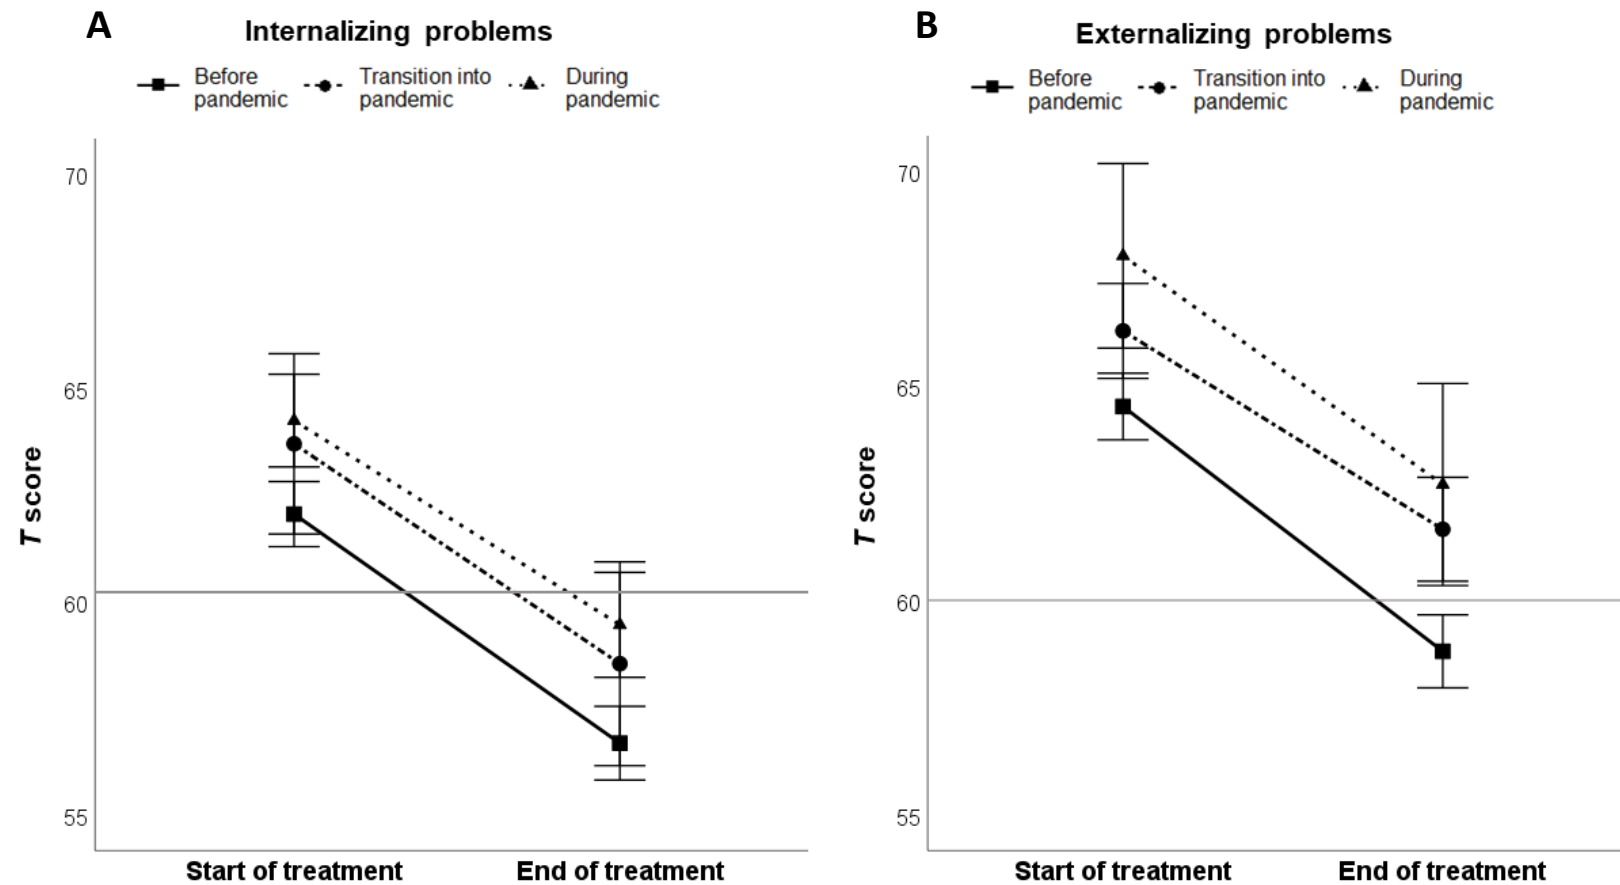 A
Internalizing problems
Before
pandemic
Transition into
pandemic
During
pandemic
70
65
60
55
T score
Start of treatment
End of treatment
B
Externalizing problems
Before
pandemic
Transition into
pandemic
During
pandemic
70
65
60
55
T score
Start of treatment
End of treatment